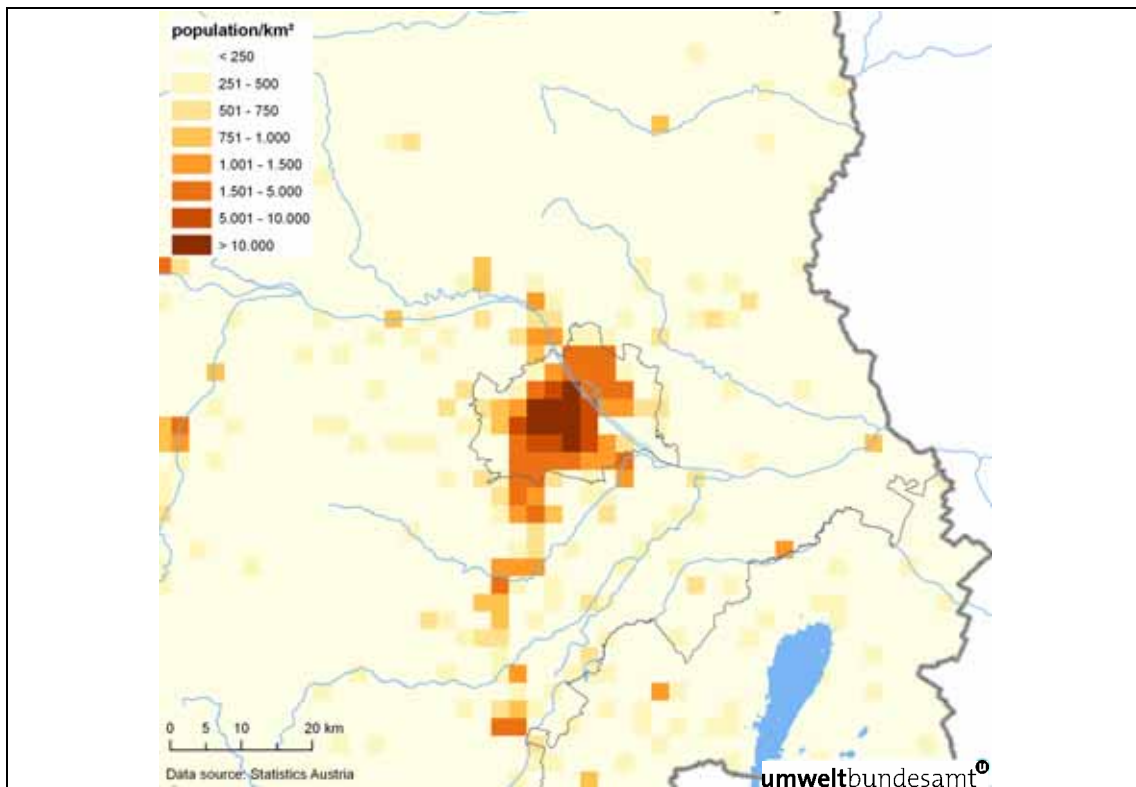 population/km²
< 250
251 - 500
501 - 750
751 - 1.000
1.001 - 1.500
1.501 - 5.000
5.001 - 10.000
> 10.000
0 5 10 20 km
Data source: Statistics Austria
umweltbundesamt u